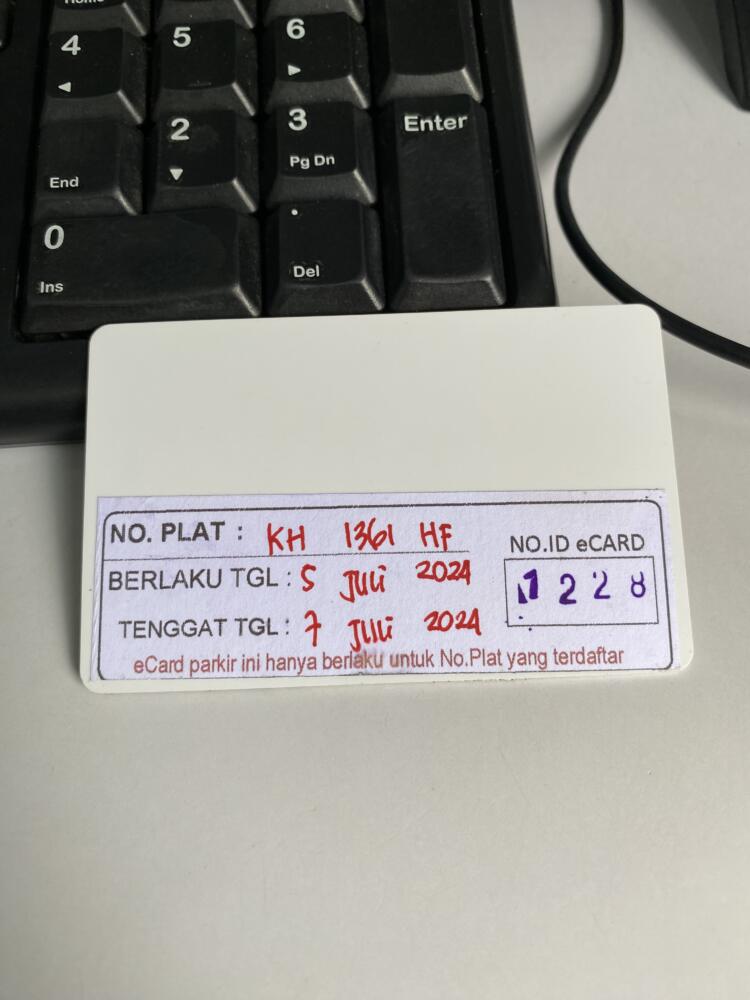 Home
4 5 6
2 3
End Pg Dn Enter
0 .
Ins Del
NO. PLAT : KH 1361 HF
NO.ID eCARD
BERLAKU TGL : 5 JULI 2024
1228
TENGGAT TGL : 7 JULI 2024
eCard parkir ini hanya berlaku untuk No.Plat yang terdaftar